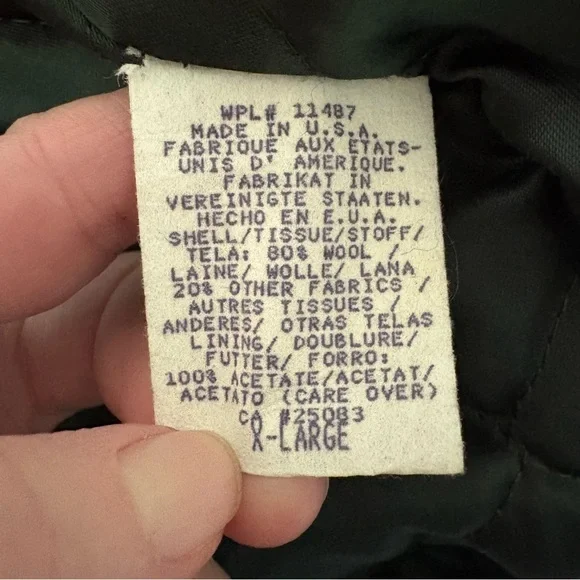 WPL# 11487
MADE IN U.S.A.
FABRIQUE AUX ETATS-
UNIS D' AMERIQUE.
FABRIKAT IN
VEREINIGTE STAATEN.
HECHO EN E.U.A.
SHELL/TISSUE/STOFF/
TELA: 80% WOOL /
LAINE/ WOLLE/ LANA
20% OTHER FABRICS /
AUTRES TISSUES /
ANDERES/ OTRAS TELAS
LINING/ DOUBLURE/
FUTTER/ FORRO:
100% ACETATE/ACETAT/
ACETATO (CARE OVER)
CA #25083
X-LARGE